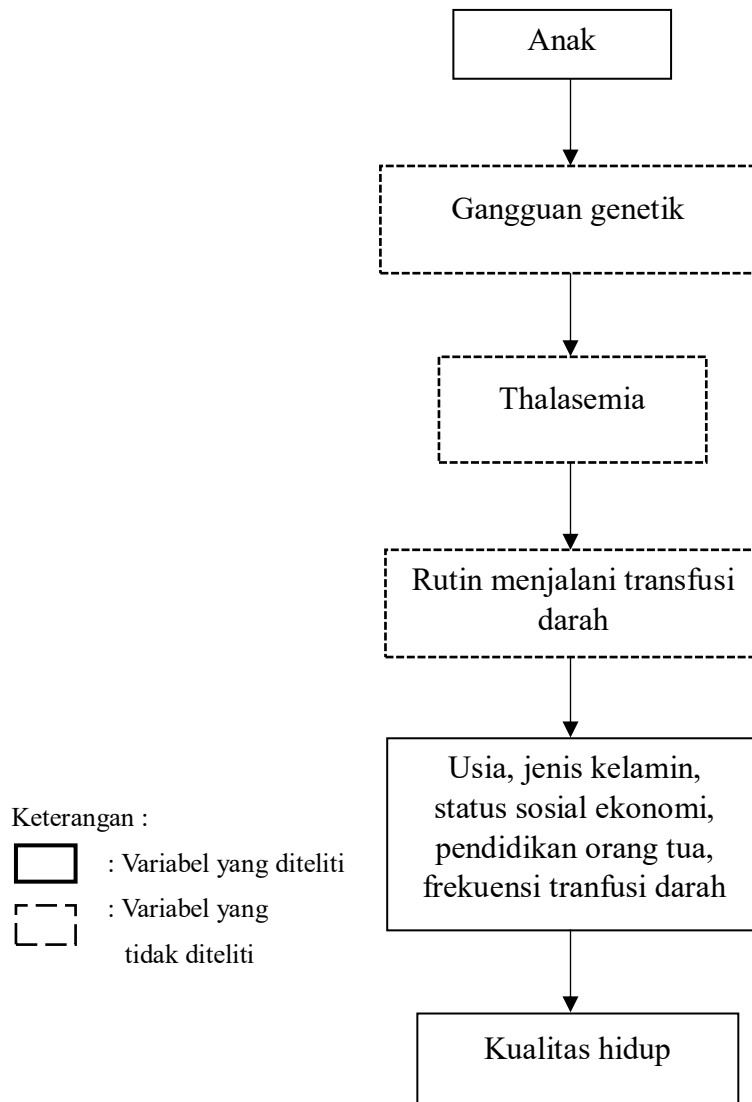 Anak
Gangguan genetik
Thalasemia
Rutin menjalani transfusi
darah
Usia, jenis kelamin,
status sosial ekonomi,
pendidikan orang tua,
frekuensi tranfusi darah
Keterangan :
: Variabel yang diteliti
: Variabel yang
tidak diteliti
Kualitas hidup